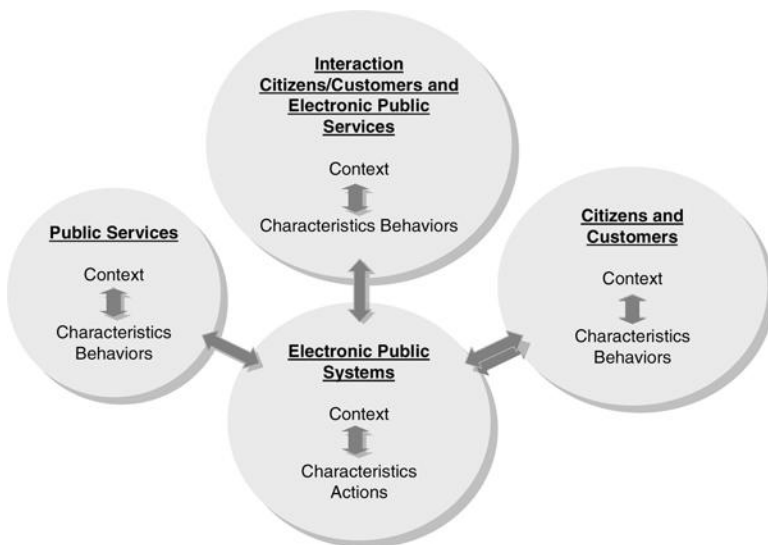 Interaction
Citizens/Customers and
Electronic Public
Services
Context
Characteristics Behaviors
Public Services
Context
Characteristics
Behaviors
Citizens and
Customers
Context
Characteristics
Behaviors
Electronic Public
Systems
Context
Characteristics
Actions